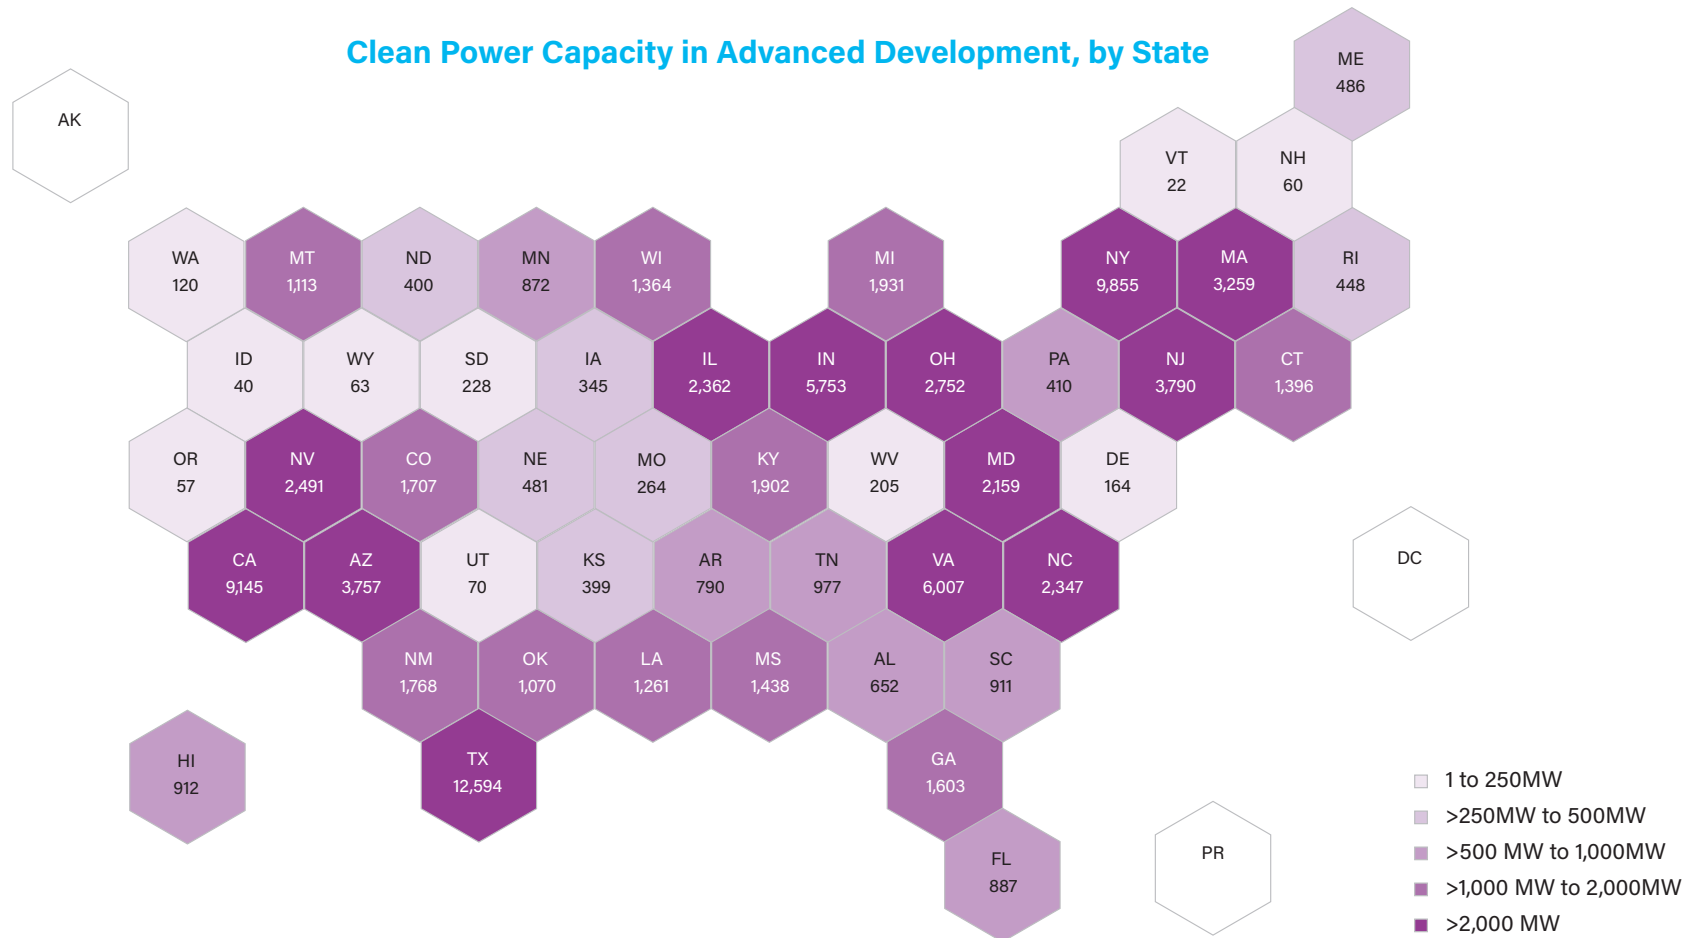 Clean Power Capacity in Advanced Development, by State
ME
486
AK
VT
22
NH
60
WA
120
MT
1,113
ND
400
MN
872
WI
1,364
MI
1,931
NY
9,855
MA
3,259
RI
448
ID
40
WY
63
SD
228
IA
345
IL
2,362
IN
5,753
OH
2,752
PA
410
NJ
3,790
CT
1,396
OR
57
NV
2,491
CO
1,707
NE
481
MO
264
KY
1,902
WV
205
MD
2,159
DE
164
CA
9,145
AZ
3,757
UT
70
KS
399
AR
790
TN
977
VA
6,007
NC
2,347
DC
NM
1,768
OK
1,070
LA
1,261
MS
1,438
AL
652
SC
911
HI
912
TX
12,594
GA
1,603
FL
887
PR
1 to 250MW
>250MW to 500MW
>500 MW to 1,000MW
>1,000 MW to 2,000MW
>2,000 MW